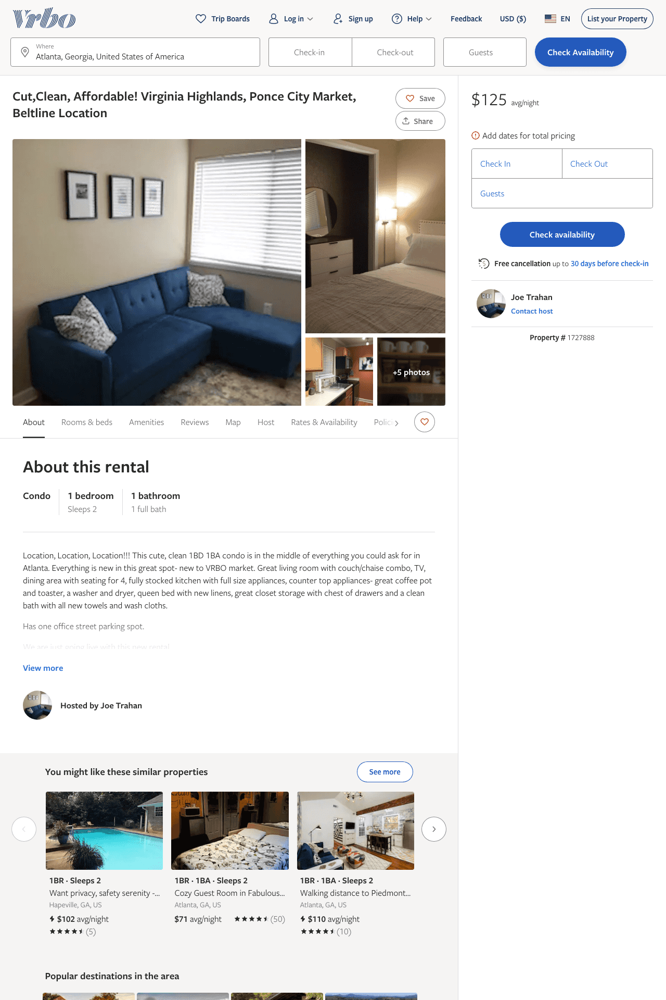 Vrbo
Trip Boards
Log in
Sign up
Help
Feedback
USD ($)
EN
List your Property
Where
Atlanta, Georgia, United States of America
Check-in
Check-out
Guests
Check Availability
Cut,Clean, Affordable! Virginia Highlands, Ponce City Market,
Beltline Location
Save
Share
$125 avg/night
Add dates for total pricing
Check In
Check Out
Guests
Check availability
Free cancellation up to 30 days before check-in
Joe Trahan
Contact host
Property # 1727888
+5 photos
About
Rooms & beds
Amenities
Reviews
Map
Host
Rates & Availability
Polici
About this rental
Condo
1 bedroom
Sleeps 2
1 bathroom
1 full bath
Location, Location, Location!!! This cute, clean 1BD 1BA condo is in the middle of everything you could ask for in
Atlanta. Everything is new in this great spot- new to VRBO market. Great living room with couch/chaise combo, TV,
dining area with seating for 4, fully stocked kitchen with full size appliances, counter top appliances- great coffee pot
and toaster, a washer and dryer, queen bed with new linens, great closet storage with chest of drawers and a clean
bath with all new towels and wash cloths.
Has one office street parking spot.
We are just going live with this new rental
View more
Hosted by Joe Trahan
You might like these similar properties
See more
1BR · Sleeps 2
Want privacy, safety serenity -...
Hapeville, GA, US
$102 avg/night
(5)
1BR · 1BA · Sleeps 2
Cozy Guest Room in Fabulous...
Atlanta, GA, US
$71 avg/night
(50)
1BR · 1BA · Sleeps 2
Walking distance to Piedmont...
Atlanta, GA, US
$110 avg/night
(10)
Popular destinations in the area